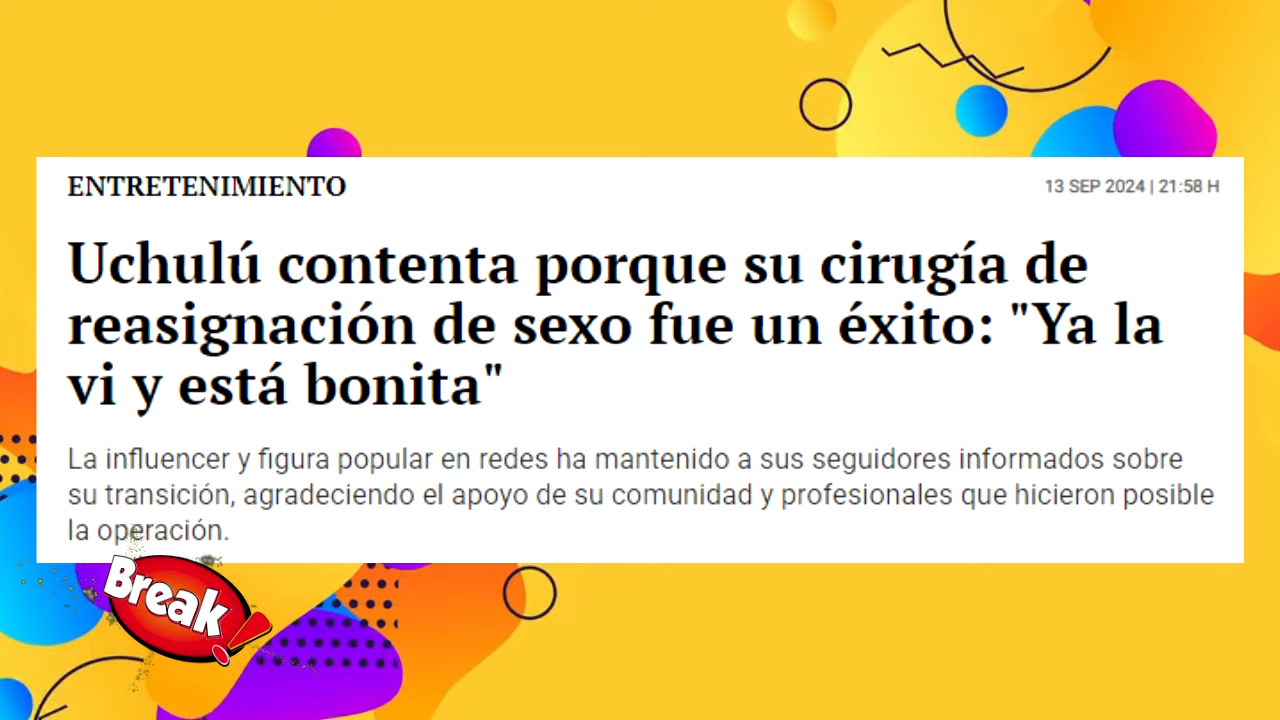 ENTRETENIMIENTO
13 SEP 2024 | 21:58 H
Uchulú contenta porque su cirugía de
reasignación de sexo fue un éxito: "Ya la
vi y está bonita"
La influencer y figura popular en redes ha mantenido a sus seguidores informados sobre
su transición, agradeciendo el apoyo de su comunidad y profesionales que hicieron posible
la operación.
Break!